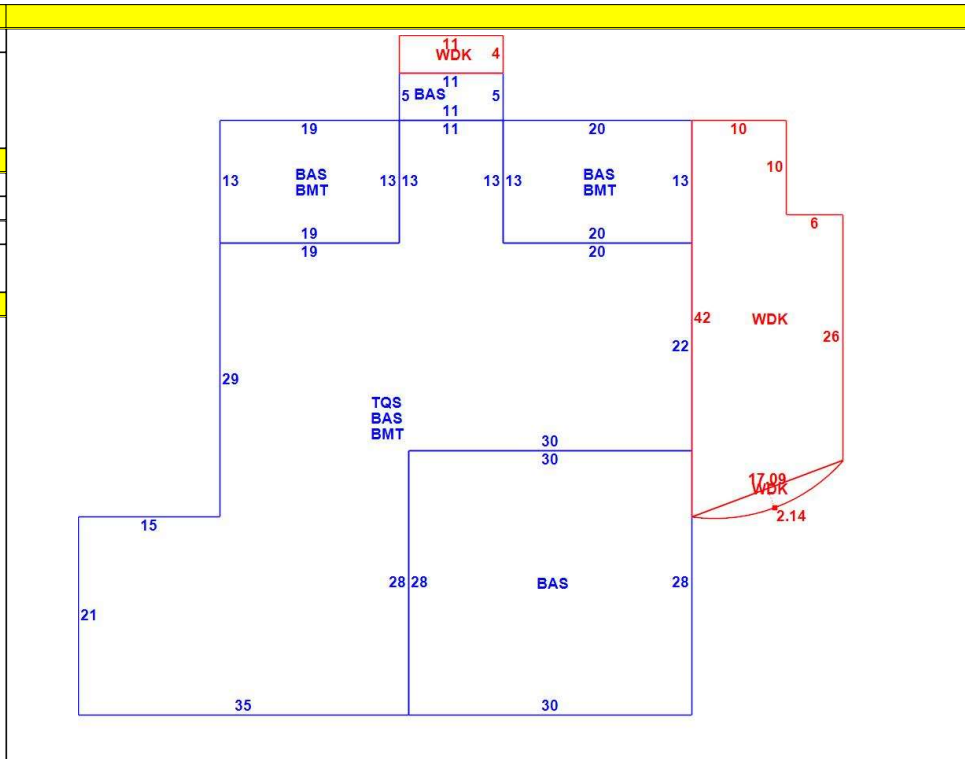 11
WDK 4
11
5 BAS 5
11
19 11 20 10
10
BAS BAS
13 13 13 13 13 13
BMT BMT
6
19 20
19 20
42 WDK
26
22
29
TQS
BAS
BMT
30
30
17.09
WDK
2.14
15
28 28 BAS 28
21
35 30